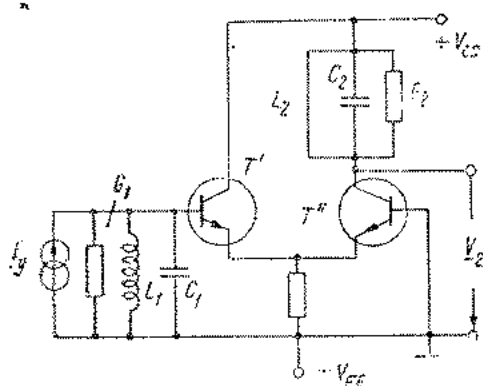 n
+ V_CC
C_2
L_2
G_2
T'
G_1
T"
I_g
L_1
C_1
V_2
- V_EE